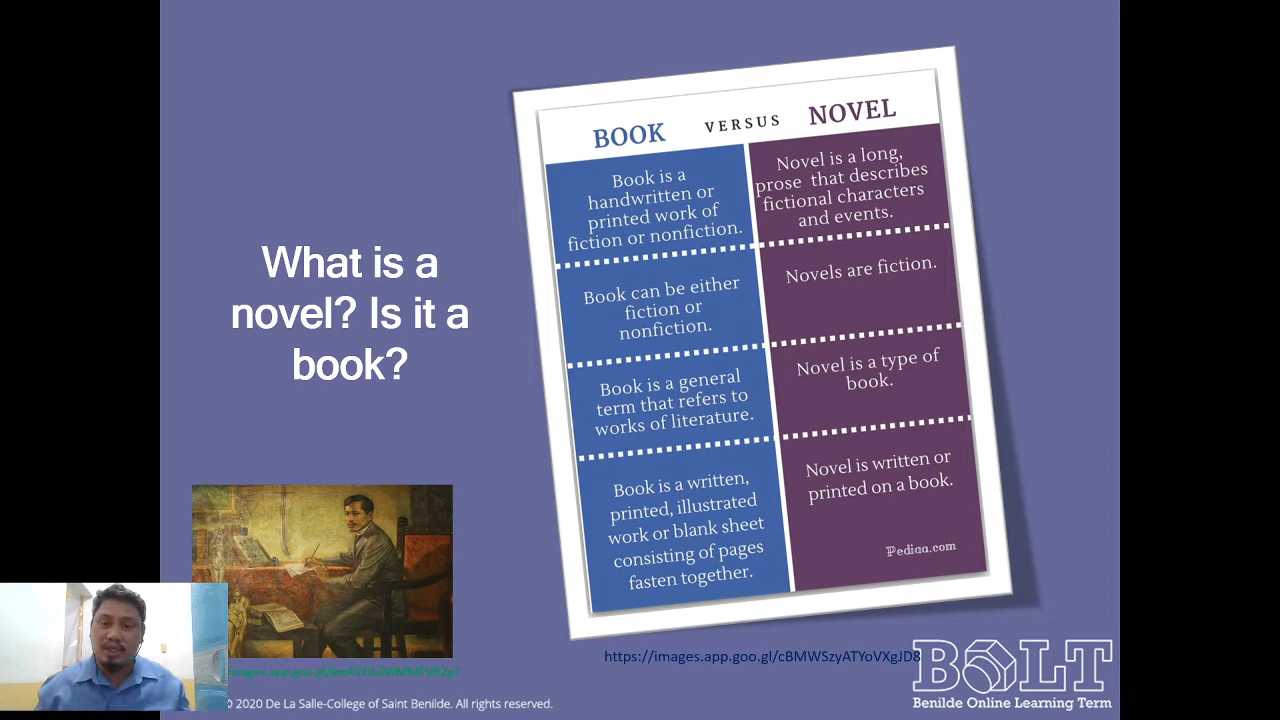 What is a
novel? Is it a
book?
BOOK VERSUS NOVEL
Book is a
handwritten or
printed work of
fiction or nonfiction.
Novel is a long,
prose that describes
fictional characters
and events.
Book can be either
fiction or
nonfiction.
Novels are fiction.
Book is a general
term that refers to
works of literature.
Novel is a type of
book.
Book is a written,
printed, illustrated
work or blank sheet
consisting of pages
fasten together.
Novel is written or
printed on a book.
Pediaa.com
https://images.app.goo.gl/cBMWSzyATYoVXgJD8
© 2020 De La Salle-College of Saint Benilde. All rights reserved.
BOLT
Benilde Online Learning Term